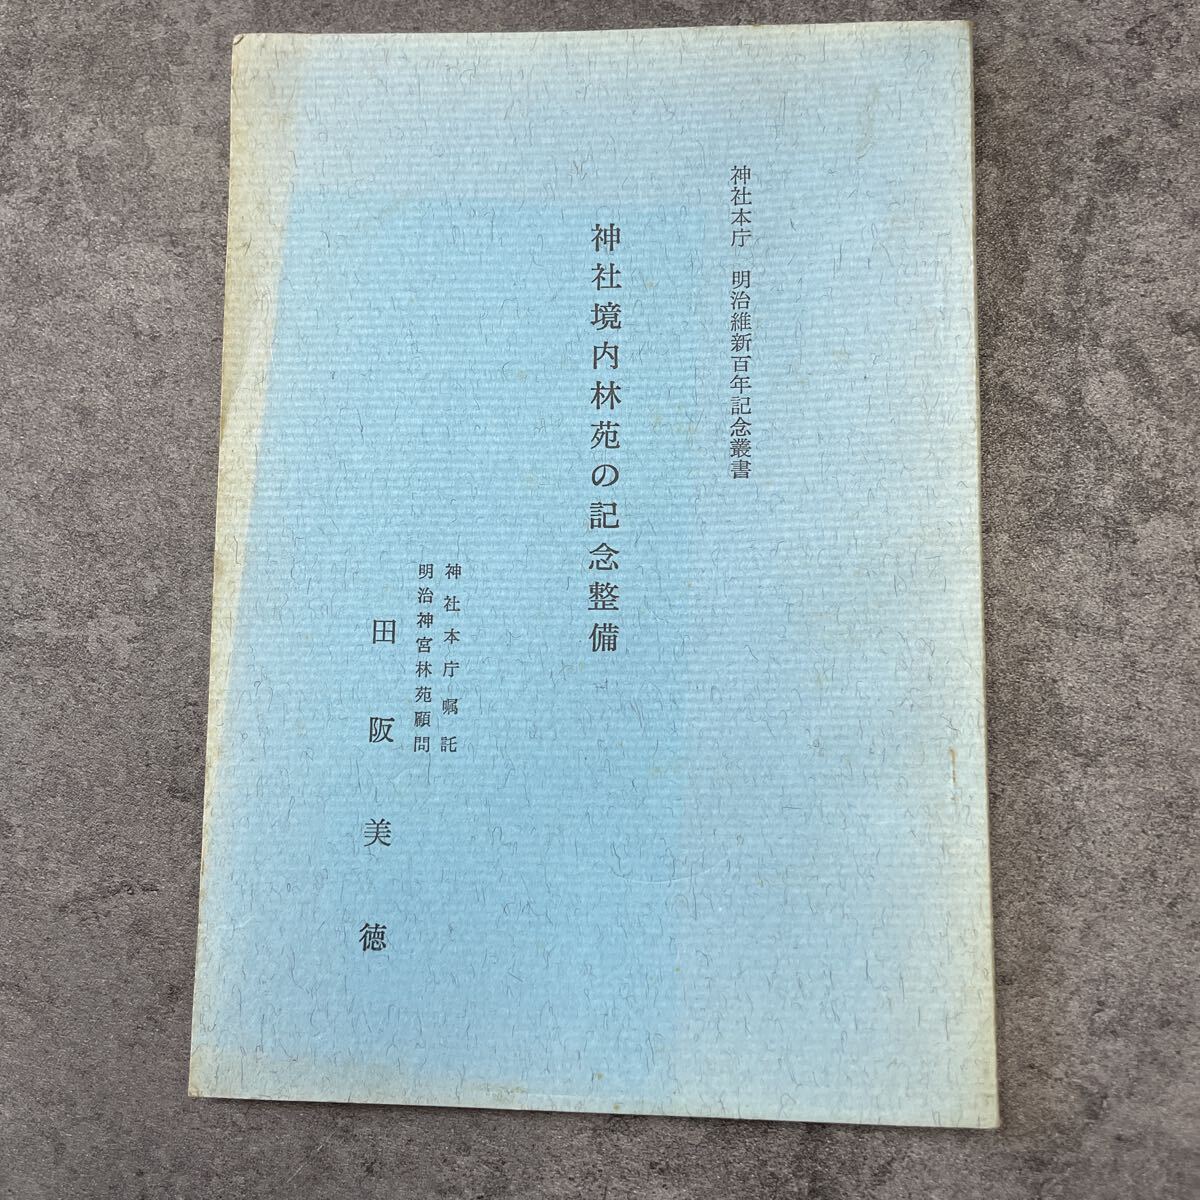 神社本庁　明治維新百年記念叢書
神社境内林苑の記念整備
神社本庁嘱託
明治神宮林苑顧問
田阪美徳